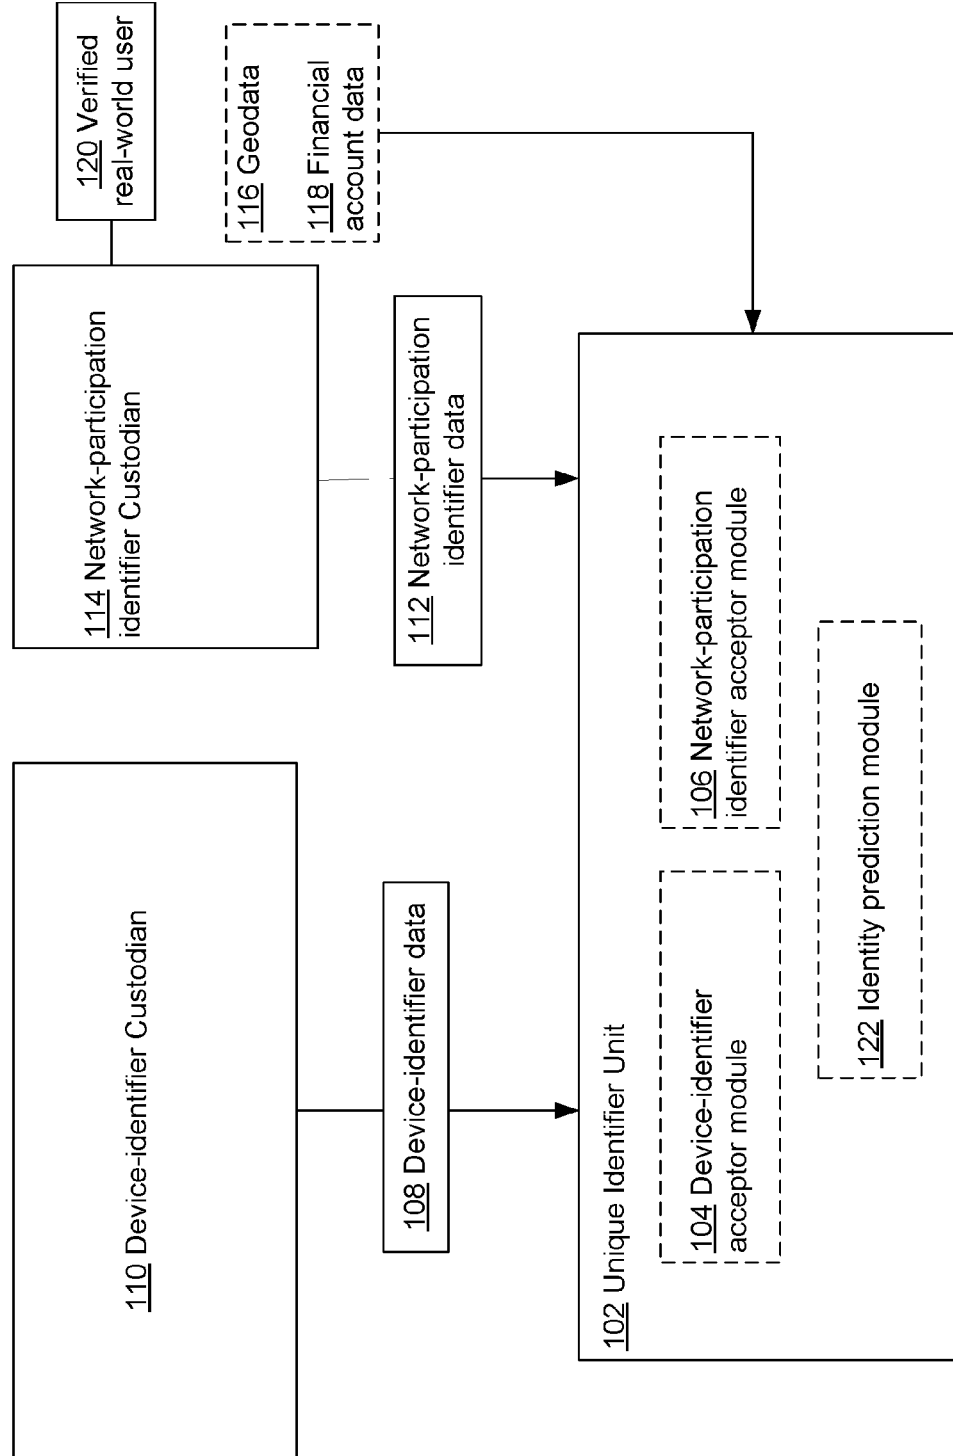 110 Device-identifier Custodian
114 Network-participation
identifier Custodian
120 Verified
real-world user
116 Geodata
118 Financial
account data
108 Device-identifier data
112 Network-participation
identifier data
102 Unique Identifier Unit
104 Device-identifier
acceptor module
106 Network-participation
identifier acceptor module
122 Identity prediction module